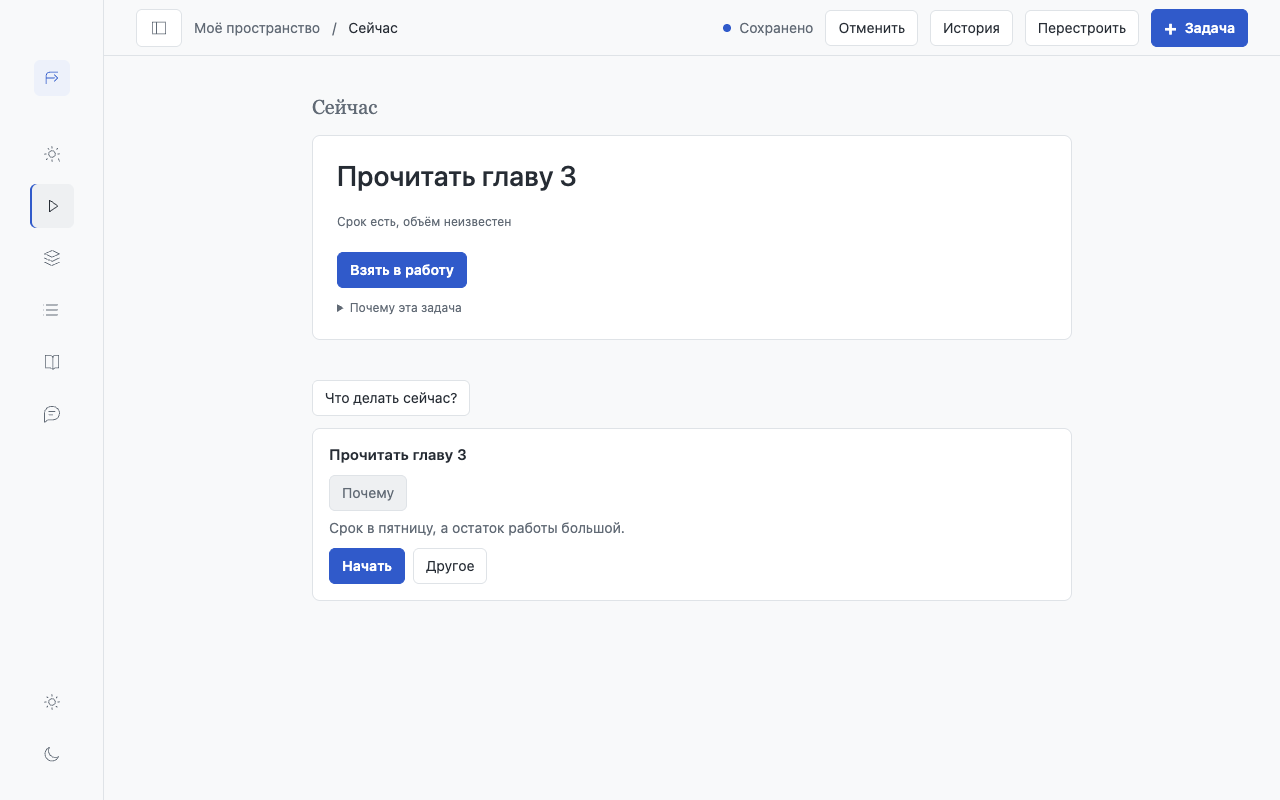 Моё пространство / Сейчас
Сохранено
Отменить
История
Перестроить
+ Задача
Сейчас
Прочитать главу 3
Срок есть, объём неизвестен
Взять в работу
Почему эта задача
Что делать сейчас?
Прочитать главу 3
Почему
Срок в пятницу, а остаток работы большой.
Начать
Другое